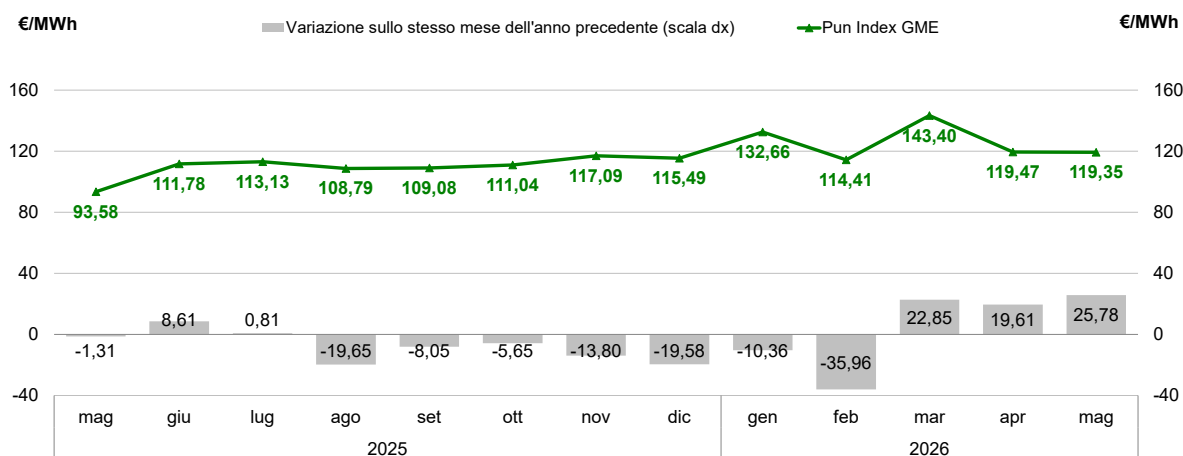 €/MWh Variazione sullo stesso mese dell'anno precedente (scala dx) Pun Index GME €/MWh
160 160
120 120
80 80
40 40
0 0
-40 -40
93,58 111,78 113,13 108,79 109,08 111,04 117,09 115,49 132,66 114,41 143,40 119,47 119,35
-1,31 8,61 0,81 -19,65 -8,05 -5,65 -13,80 -19,58 -10,36 -35,96 22,85 19,61 25,78
mag giu lug ago set ott nov dic gen feb mar apr mag
2025 2026